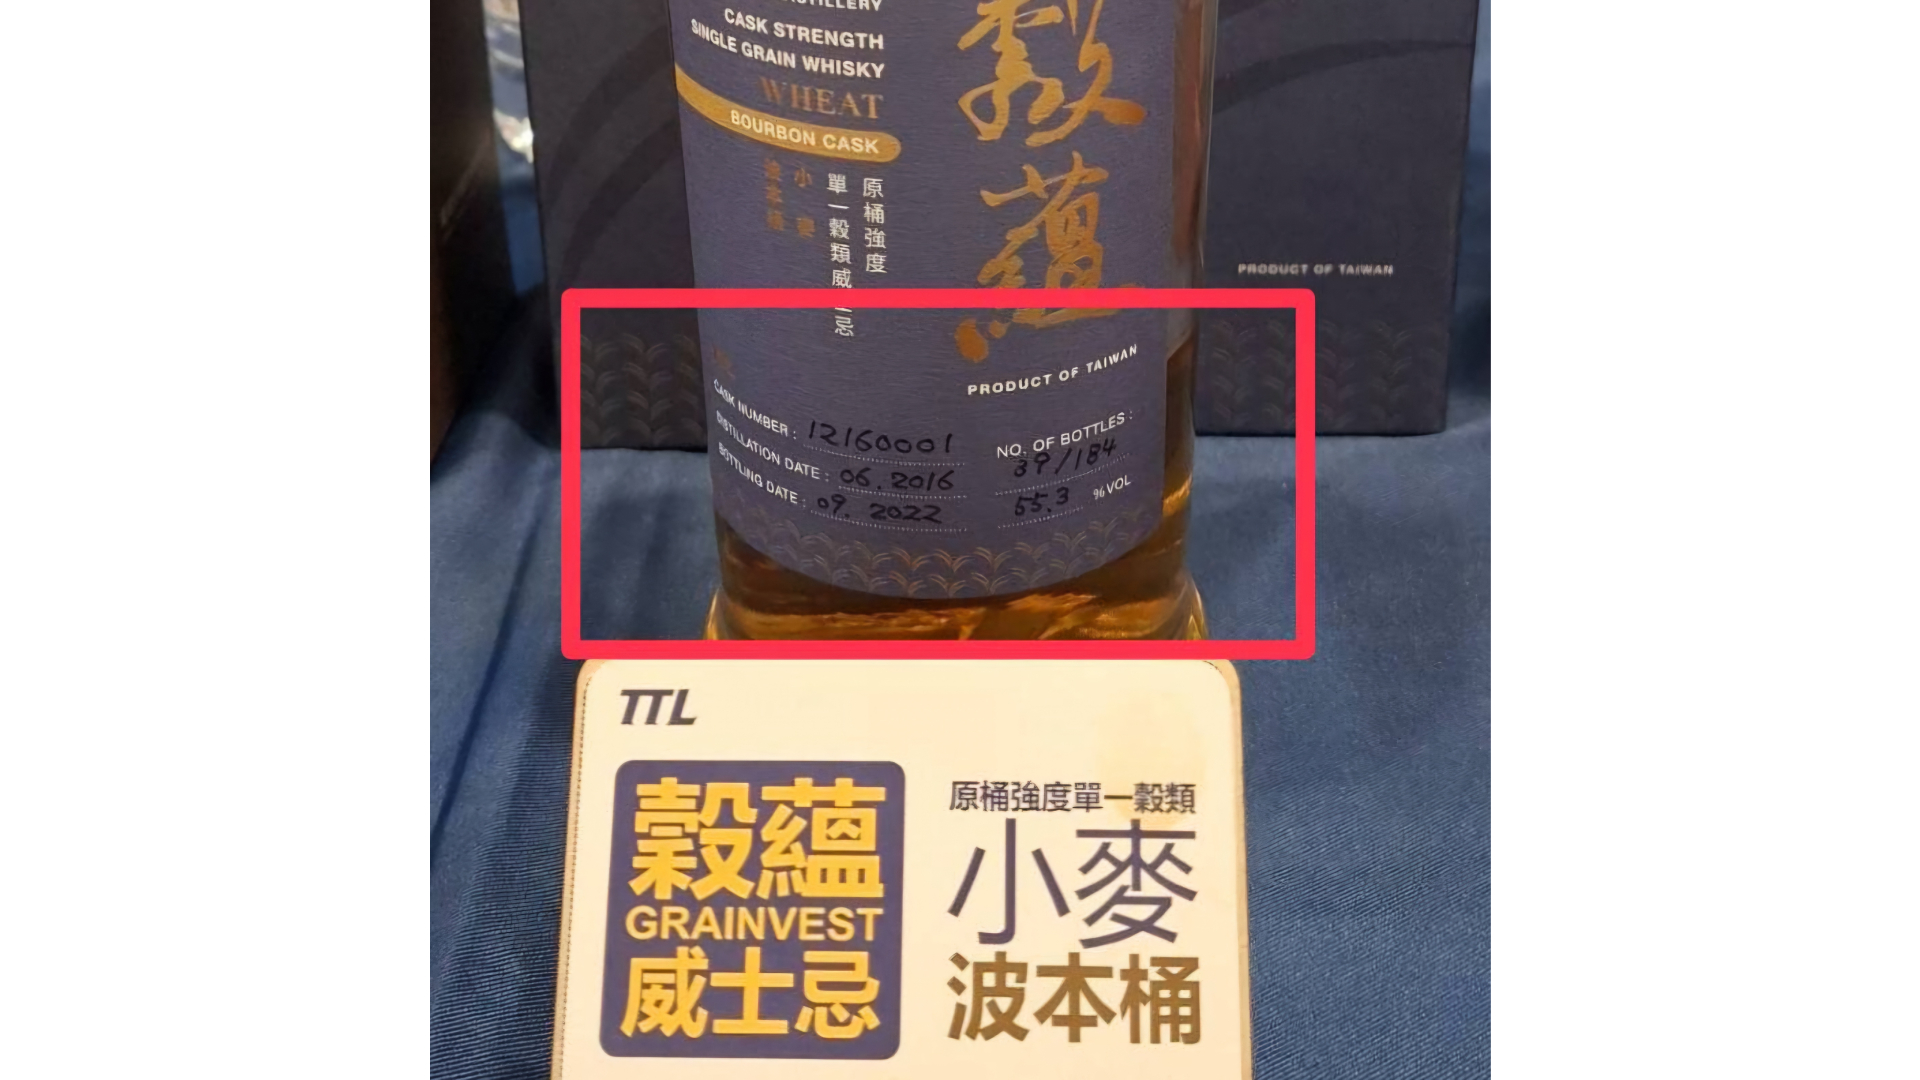 CASK STRENGTH
SINGLE GRAIN WHISKY
WHEAT
BOURBON CASK
穀蘊
原桶強度
單一穀類威士忌
小麥
波本桶
PRODUCT OF TAIWAN
PRODUCT OF TAIWAN
CASK NUMBER : 12160001
DISTILLATION DATE : 06.2016
BOTTLING DATE : 09.2022
NO. OF BOTTLES :
39/184
55.3 %VOL
TTL
穀蘊
GRAINVEST
威士忌
原桶強度單一穀類
小麥
波本桶